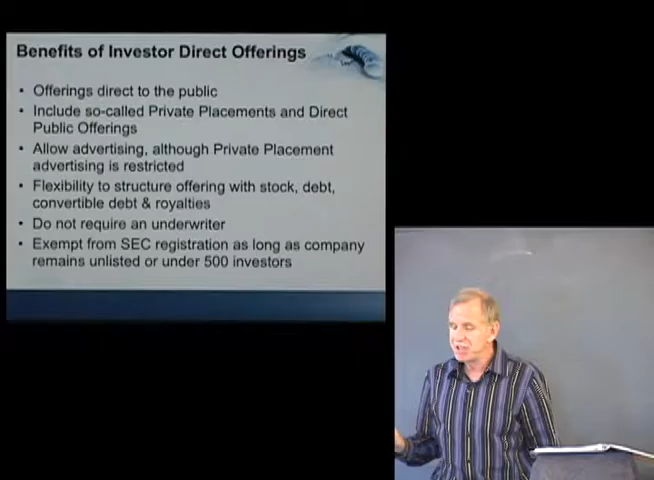 Benefits of Investor Direct Offerings
• Offerings direct to the public
• Include so-called Private Placements and Direct
Public Offerings
• Allow advertising, although Private Placement
advertising is restricted
• Flexibility to structure offering with stock, debt,
convertible debt & royalties
• Do not require an underwriter
• Exempt from SEC registration as long as company
remains unlisted or under 500 investors